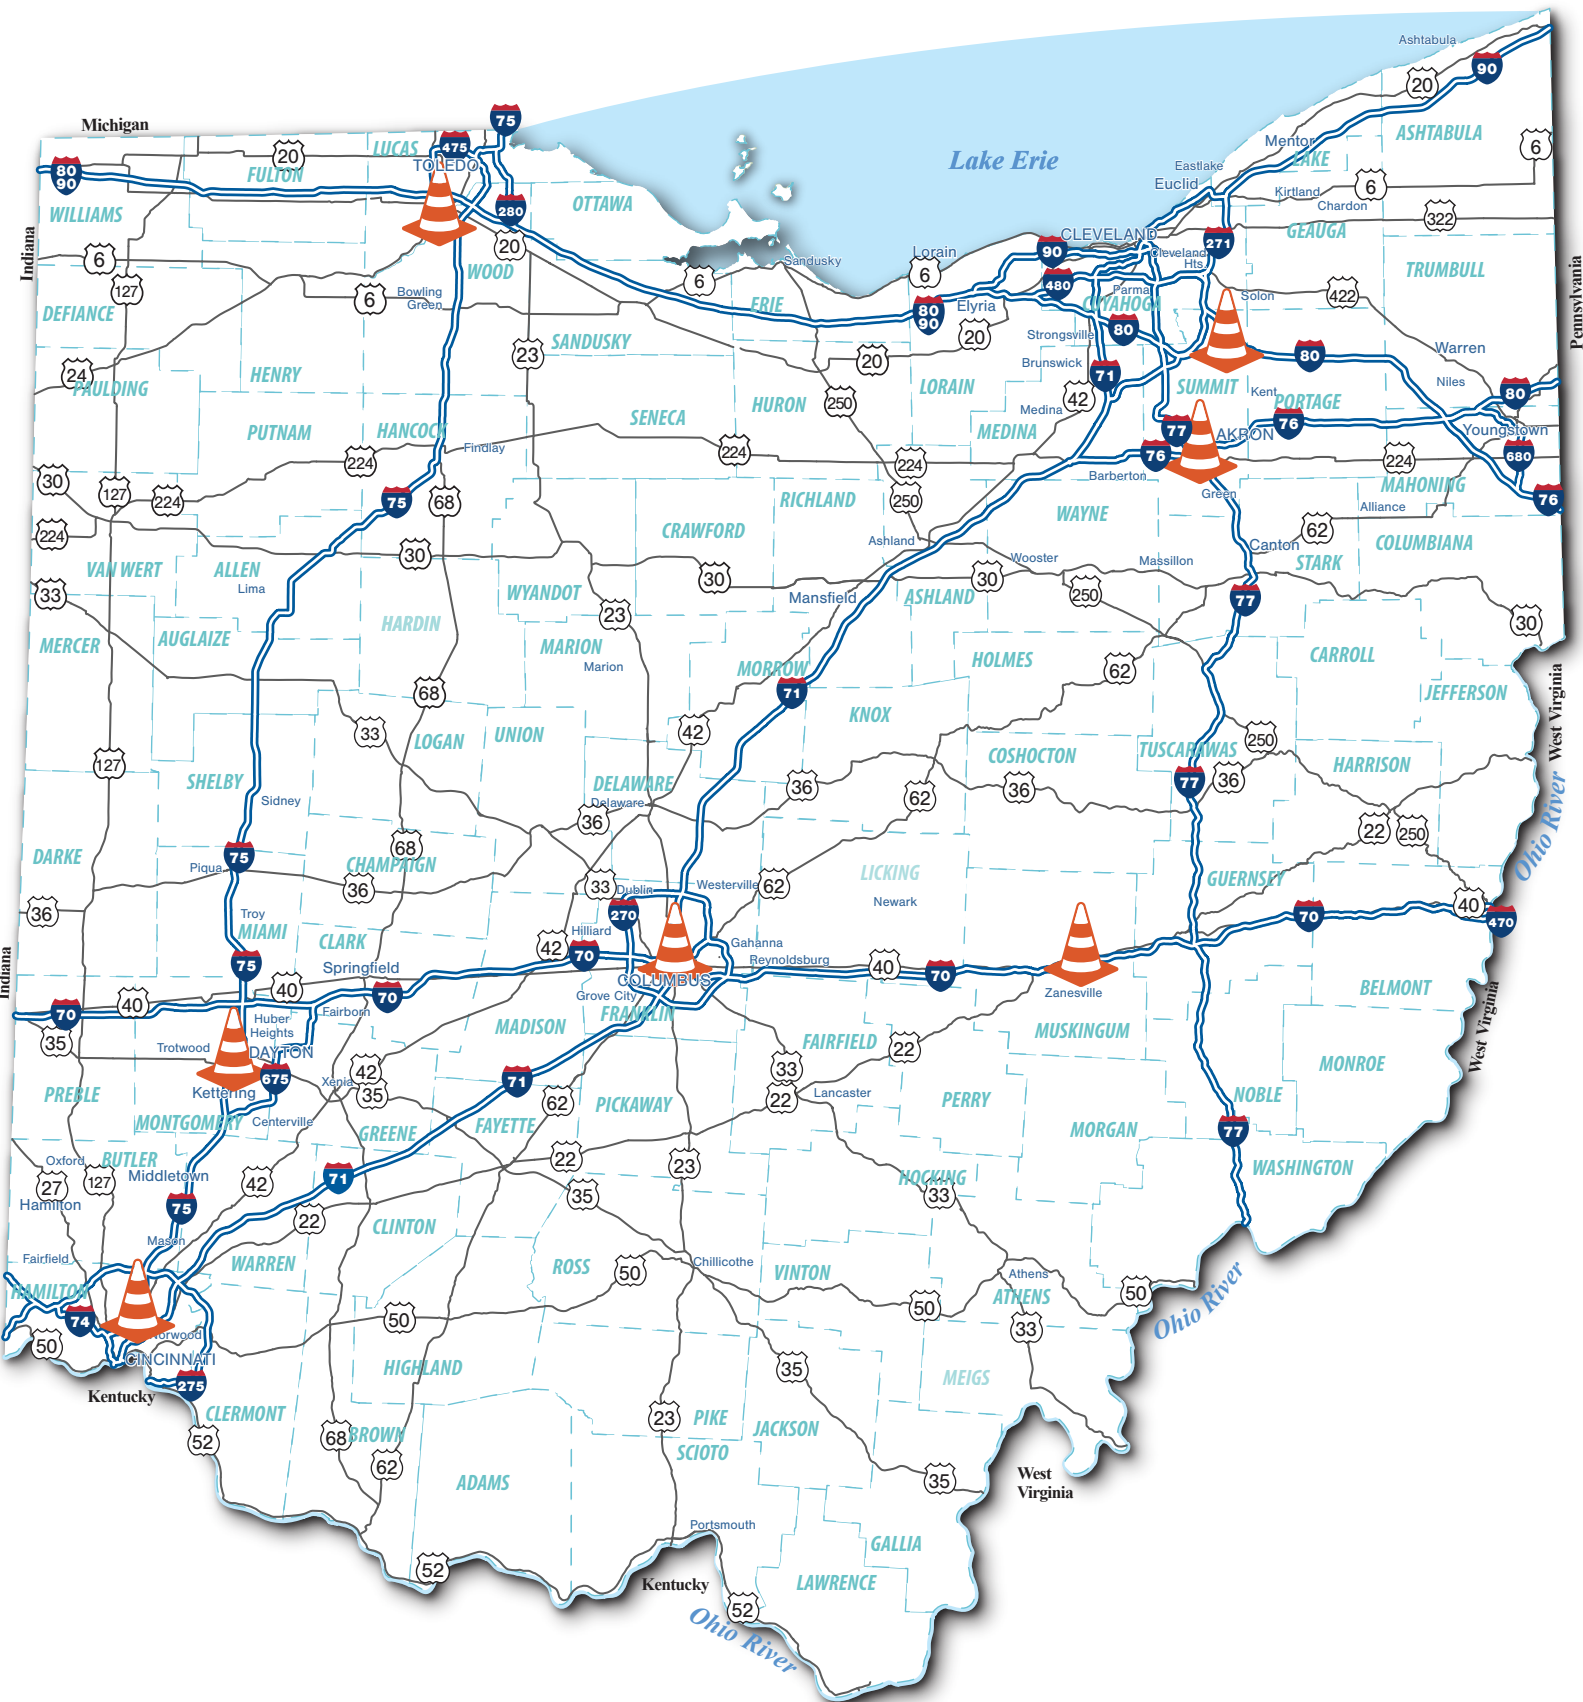 Ashtabula
90
20
75
Michigan
475
LUCAS
20
ASHTABULA
Mentor
6
LAKE
Lake Erie
TOLEDO
Eastlake
80
90
FULTON
Euclid
6
Kirtland
Chardon
OTTAWA
280
WILLIAMS
322
GEAUGA
CLEVELAND
271
Indiana
20
Lorain
90
Cleveland
Hts.
6
Sandusky
6
WOOD
TRUMBULL
480
127
Bowling
Green
6
6
Parma
Solon
422
CUYAHOGA
ERIE
Elyria
80
90
Pennsylvania
DEFIANCE
80
Strongsville
20
SANDUSKY
23
20
Warren
80
Brunswick
24
PAULDING
HENRY
71
Niles
LORAIN
SUMMIT
Kent
PORTAGE
80
HURON
250
42
Medina
SENECA
76
77
AKRON
Youngstown
PUTNAM
HANCOCK
MEDINA
Findlay
224
224
224
76
224
680
30
Barberton
MAHONING
127
224
75
68
RICHLAND
250
Green
76
Alliance
WAYNE
224
CRAWFORD
62
Ashland
Canton
COLUMBIANA
30
Wooster
Massillon
STARK
VAN WERT
ALLEN
30
30
Lima
WYANDOT
33
Mansfield
ASHLAND
250
77
23
HARDIN
30
AUGLAIZE
MERCER
MARION
CARROLL
Marion
MORROW
HOLMES
62
68
71
JEFFERSON
West Virginia
KNOX
33
42
LOGAN
UNION
250
TUSCARAWAS
COSHOCTON
127
HARRISON
SHELBY
DELAWARE
77
36
36
36
62
Sidney
Delaware
36
22
250
Ohio River
75
68
DARKE
CHAMPAIGN
Piqua
LICKING
GUERNSEY
36
33
Dublin
Westerville
62
Newark
40
36
270
Troy
70
470
MIAMI
Hilliard
CLARK
42
Gahanna
70
Indiana
75
Springfield
Reynoldsburg
40
70
COLUMBUS
40
70
Grove City
Zanesville
BELMONT
40
70
Fairborn
FRANKLIN
Huber
Heights
MADISON
MUSKINGUM
West Virginia
35
Trotwood
DAYTON
FAIRFIELD
22
MONROE
42
33
675
Xenia
71
Kettering
35
Lancaster
PREBLE
NOBLE
62
PICKAWAY
22
PERRY
MONTGOMERY
Centerville
FAYETTE
GREENE
MORGAN
77
Oxford
BUTLER
22
23
WASHINGTON
Middletown
71
HOCKING
27
127
42
35
33
Hamilton
75
22
CLINTON
Mason
Fairfield
WARREN
ROSS
50
Chillicothe
VINTON
Athens
HAMILTON
ATHENS
50
Ohio River
50
74
50
33
Norwood
50
CINCINNATI
HIGHLAND
35
MEIGS
275
Kentucky
CLERMONT
23
PIKE
JACKSON
52
68
BROWN
SCIOTO
62
35
West
Virginia
ADAMS
Portsmouth
GALLIA
52
Kentucky
LAWRENCE
52
Ohio River